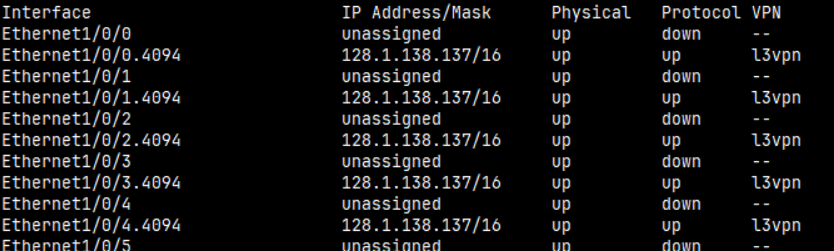 Interface IP Address/Mask Physical Protocol VPN
Ethernet1/0/0 unassigned up down --
Ethernet1/0/0.4094 128.1.138.137/16 up up l3vpn
Ethernet1/0/1 unassigned up down --
Ethernet1/0/1.4094 128.1.138.137/16 up up l3vpn
Ethernet1/0/2 unassigned up down --
Ethernet1/0/2.4094 128.1.138.137/16 up up l3vpn
Ethernet1/0/3 unassigned up down --
Ethernet1/0/3.4094 128.1.138.137/16 up up l3vpn
Ethernet1/0/4 unassigned up down --
Ethernet1/0/4.4094 128.1.138.137/16 up up l3vpn
Ethernet1/0/5 unassigned up down --